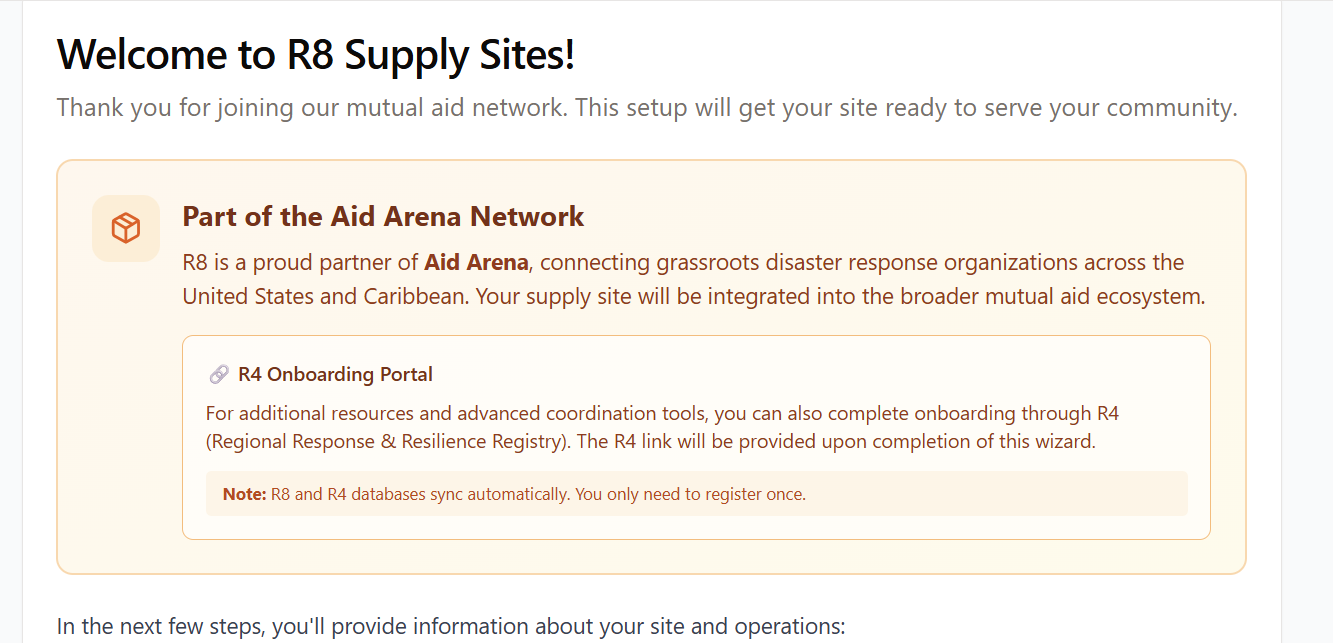 Welcome to R8 Supply Sites!
Thank you for joining our mutual aid network. This setup will get your site ready to serve your community.
Part of the Aid Arena Network
R8 is a proud partner of Aid Arena, connecting grassroots disaster response organizations across the
United States and Caribbean. Your supply site will be integrated into the broader mutual aid ecosystem.
R4 Onboarding Portal
For additional resources and advanced coordination tools, you can also complete onboarding through R4
(Regional Response & Resilience Registry). The R4 link will be provided upon completion of this wizard.
Note: R8 and R4 databases sync automatically. You only need to register once.
In the next few steps, you'll provide information about your site and operations: